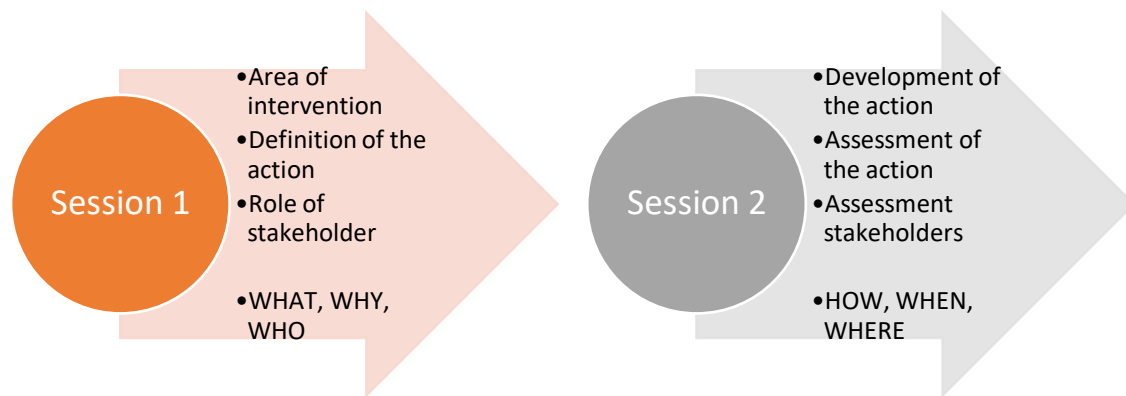 Session 1
•Area of
intervention
•Definition of the
action
•Role of
stakeholder
•WHAT, WHY,
WHO
Session 2
•Development of
the action
•Assessment of
the action
•Assessment
stakeholders
•HOW, WHEN,
WHERE